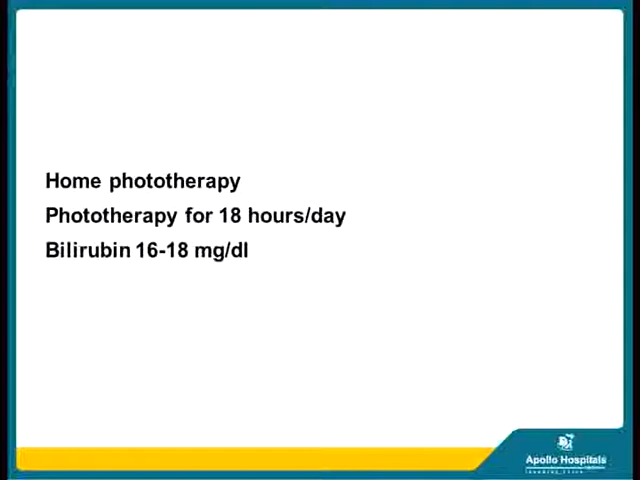 Home phototherapy
Phototherapy for 18 hours/day
Bilirubin 16-18 mg/dl
Apollo Hospitals